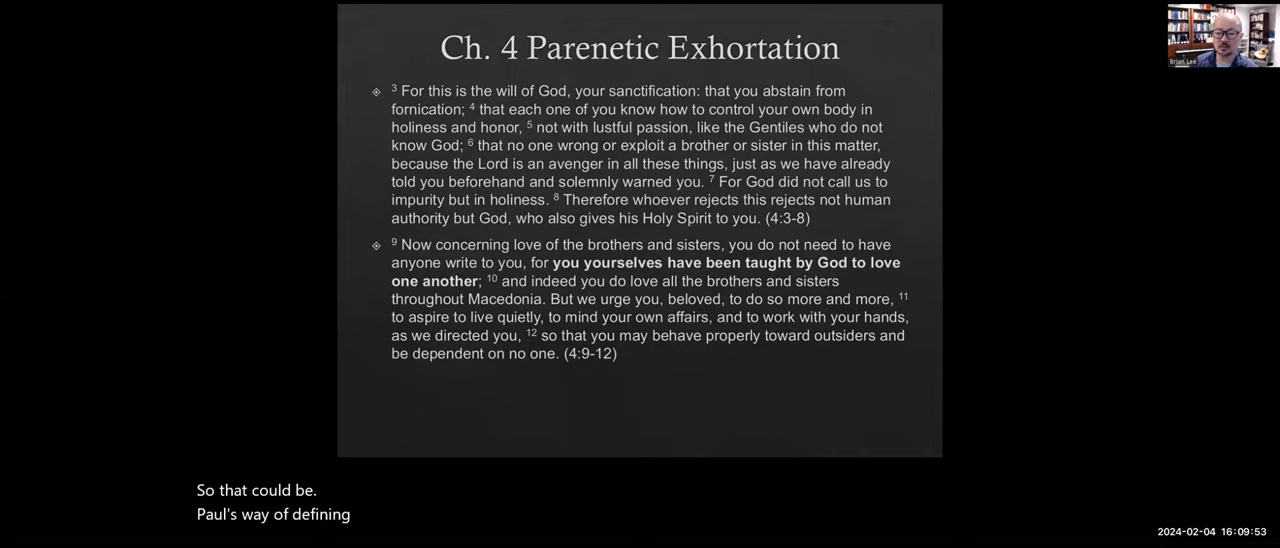 Ch. 4 Parenetic Exhortation
3 For this is the will of God, your sanctification: that you abstain from
fornication; 4 that each one of you know how to control your own body in
holiness and honor, 5 not with lustful passion, like the Gentiles who do not
know God; 6 that no one wrong or exploit a brother or sister in this matter,
because the Lord is an avenger in all these things, just as we have already
told you beforehand and solemnly warned you. 7 For God did not call us to
impurity but in holiness. 8 Therefore whoever rejects this rejects not human
authority but God, who also gives his Holy Spirit to you. (4:3-8)
9 Now concerning love of the brothers and sisters, you do not need to have
anyone write to you, for you yourselves have been taught by God to love
one another; 10 and indeed you do love all the brothers and sisters
throughout Macedonia. But we urge you, beloved, to do so more and more, 11
to aspire to live quietly, to mind your own affairs, and to work with your hands,
as we directed you, 12 so that you may behave properly toward outsiders and
be dependent on no one. (4:9-12)
Brian Lee
So that could be.
Paul's way of defining
2024-02-04 16:09:53